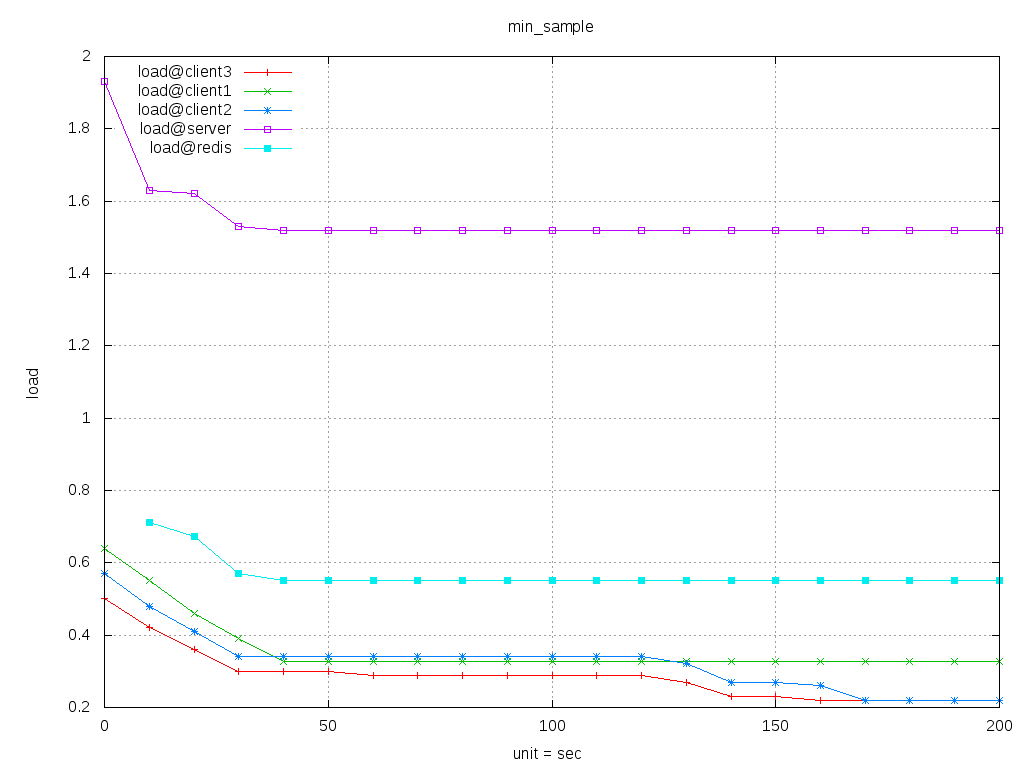 min_sample
load@client3
load@client1
load@client2
load@server
load@redis
2
1.8
1.6
1.4
1.2
1
0.8
0.6
0.4
0.2
load
0 50 100 150 200
unit = sec